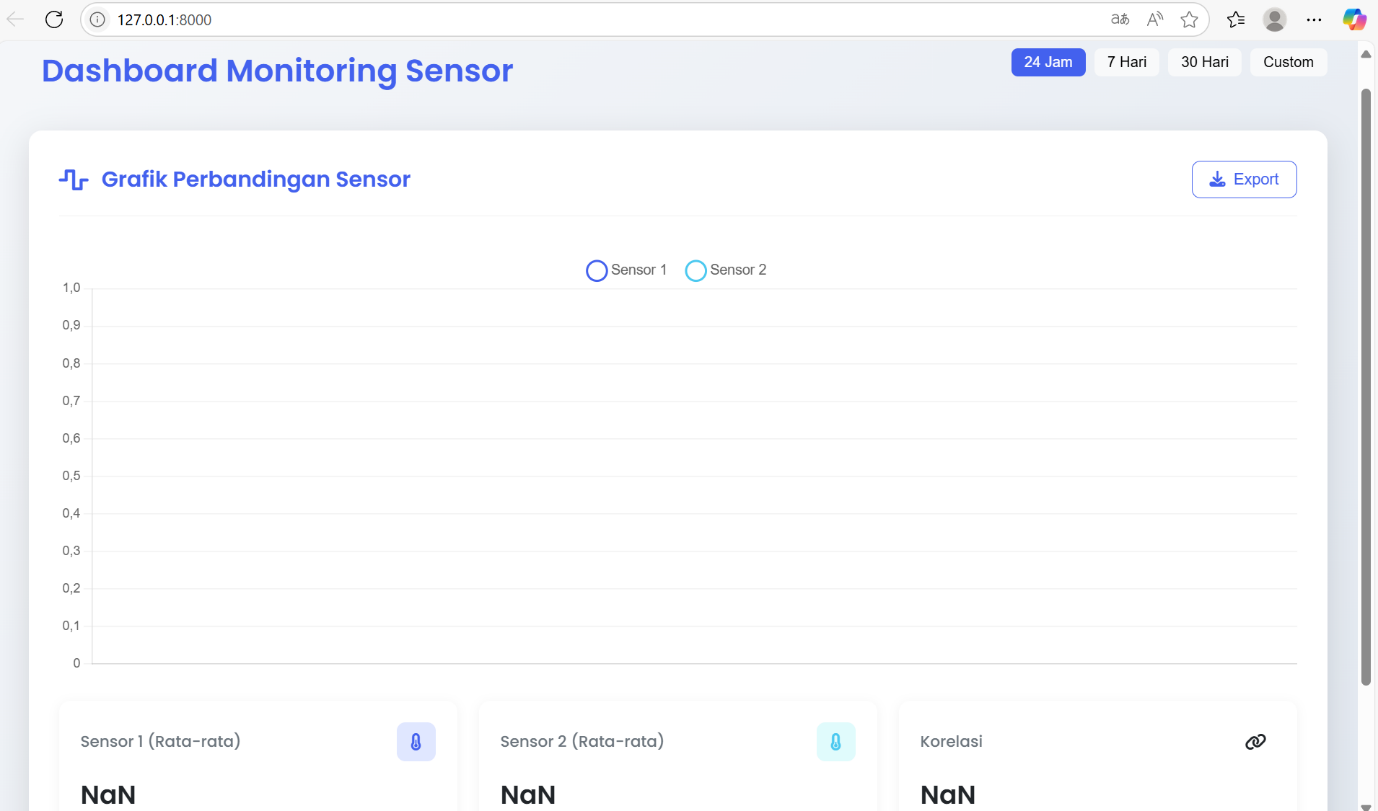 127.0.0.1:8000
Dashboard Monitoring Sensor
24 Jam 7 Hari 30 Hari Custom
Grafik Perbandingan Sensor
Export
Sensor 1 Sensor 2
1,0
0,9
0,8
0,7
0,6
0,5
0,4
0,3
0,2
0,1
0
Sensor 1 (Rata-rata)
NaN
Sensor 2 (Rata-rata)
NaN
Korelasi
NaN